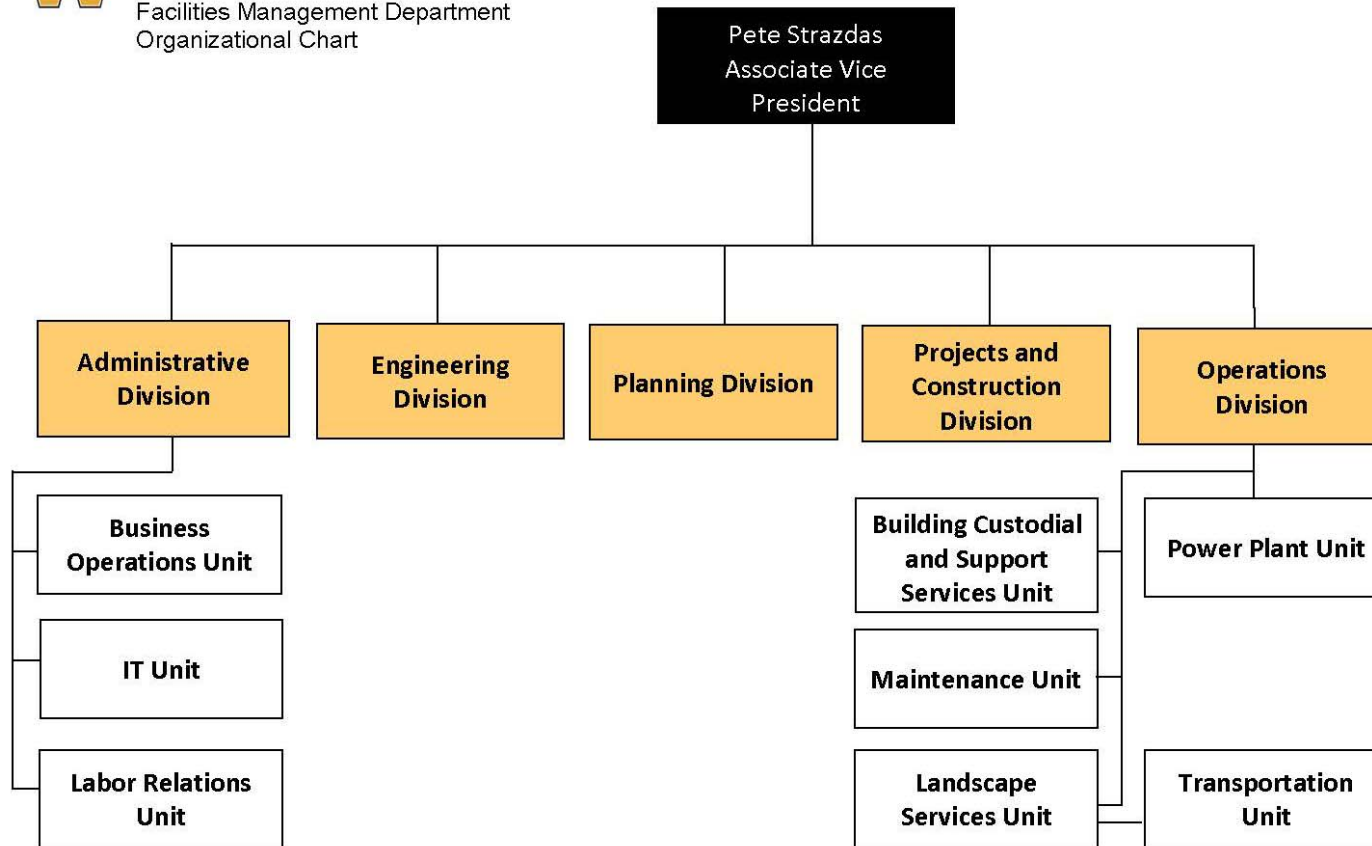 Facilities Management Department
Organizational Chart
Pete Strazdas
Associate Vice
President
Administrative
Division
Engineering
Division
Planning Division
Projects and
Construction
Division
Operations
Division
Business
Operations Unit
IT Unit
Labor Relations
Unit
Building Custodial
and Support
Services Unit
Maintenance Unit
Landscape
Services Unit
Power Plant Unit
Transportation
Unit